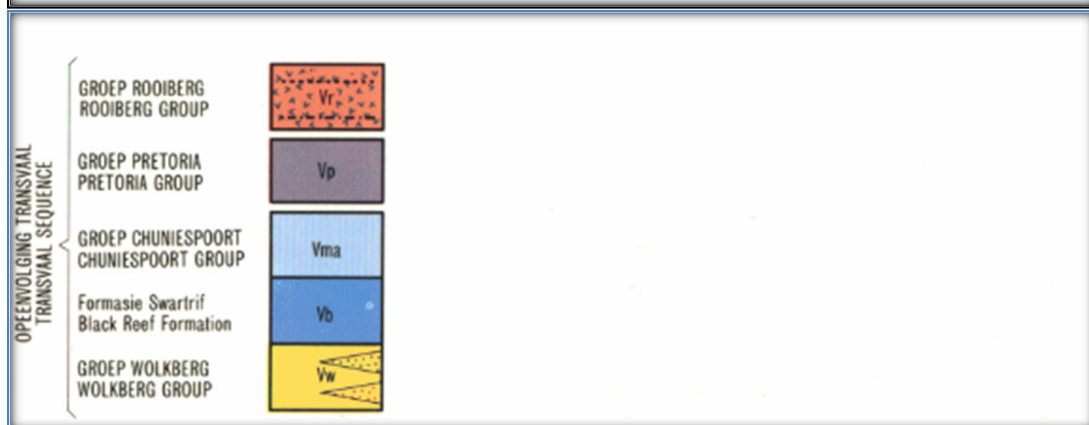 OPEENVOLGING TRANSVAAL
TRANSVAAL SEQUENCE
GROEP ROOIBERG
ROOIBERG GROUP
Vr
GROEP PRETORIA
PRETORIA GROUP
Vp
GROEP CHUNIESPOORT
CHUNIESPOORT GROUP
Vma
Formasie Swartrif
Black Reef Formation
Vb
GROEP WOLKBERG
WOLKBERG GROUP
Vw